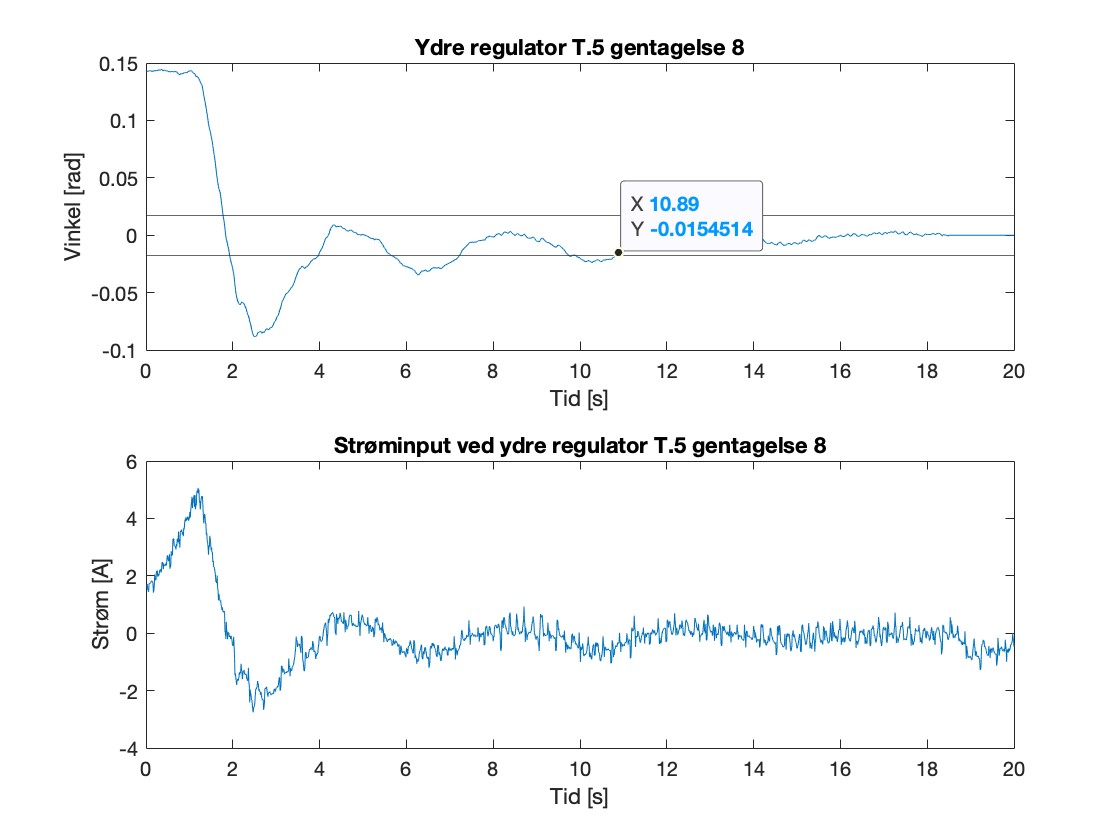 Ydre regulator T.5 gentagelse 8
0.15
0.1
0.05
0
-0.05
-0.1
Vinkel [rad]
X 10.89
Y -0.0154514
0 2 4 6 8 10 12 14 16 18 20
Tid [s]
Strøminput ved ydre regulator T.5 gentagelse 8
6
4
2
0
-2
-4
Strøm [A]
0 2 4 6 8 10 12 14 16 18 20
Tid [s]